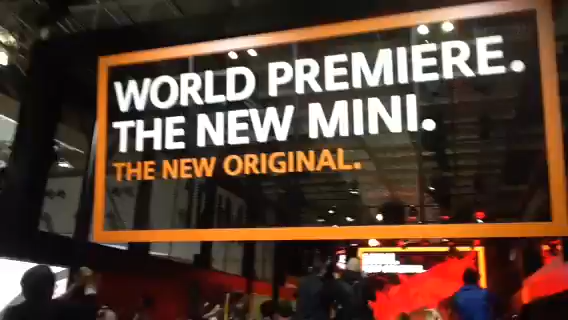 WORLD PREMIERE.
THE NEW MINI.
THE NEW ORIGINAL.